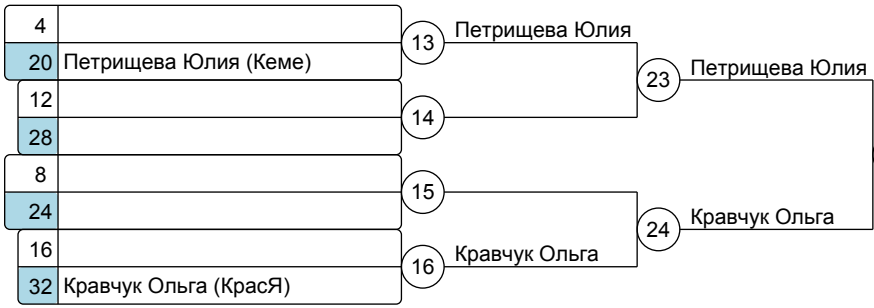 4
20 Петрищева Юлия (Кеме)
13 Петрищева Юлия
12
28
14
23 Петрищева Юлия
8
24
15
16
32 Кравчук Ольга (КрасЯ)
16 Кравчук Ольга
24 Кравчук Ольга